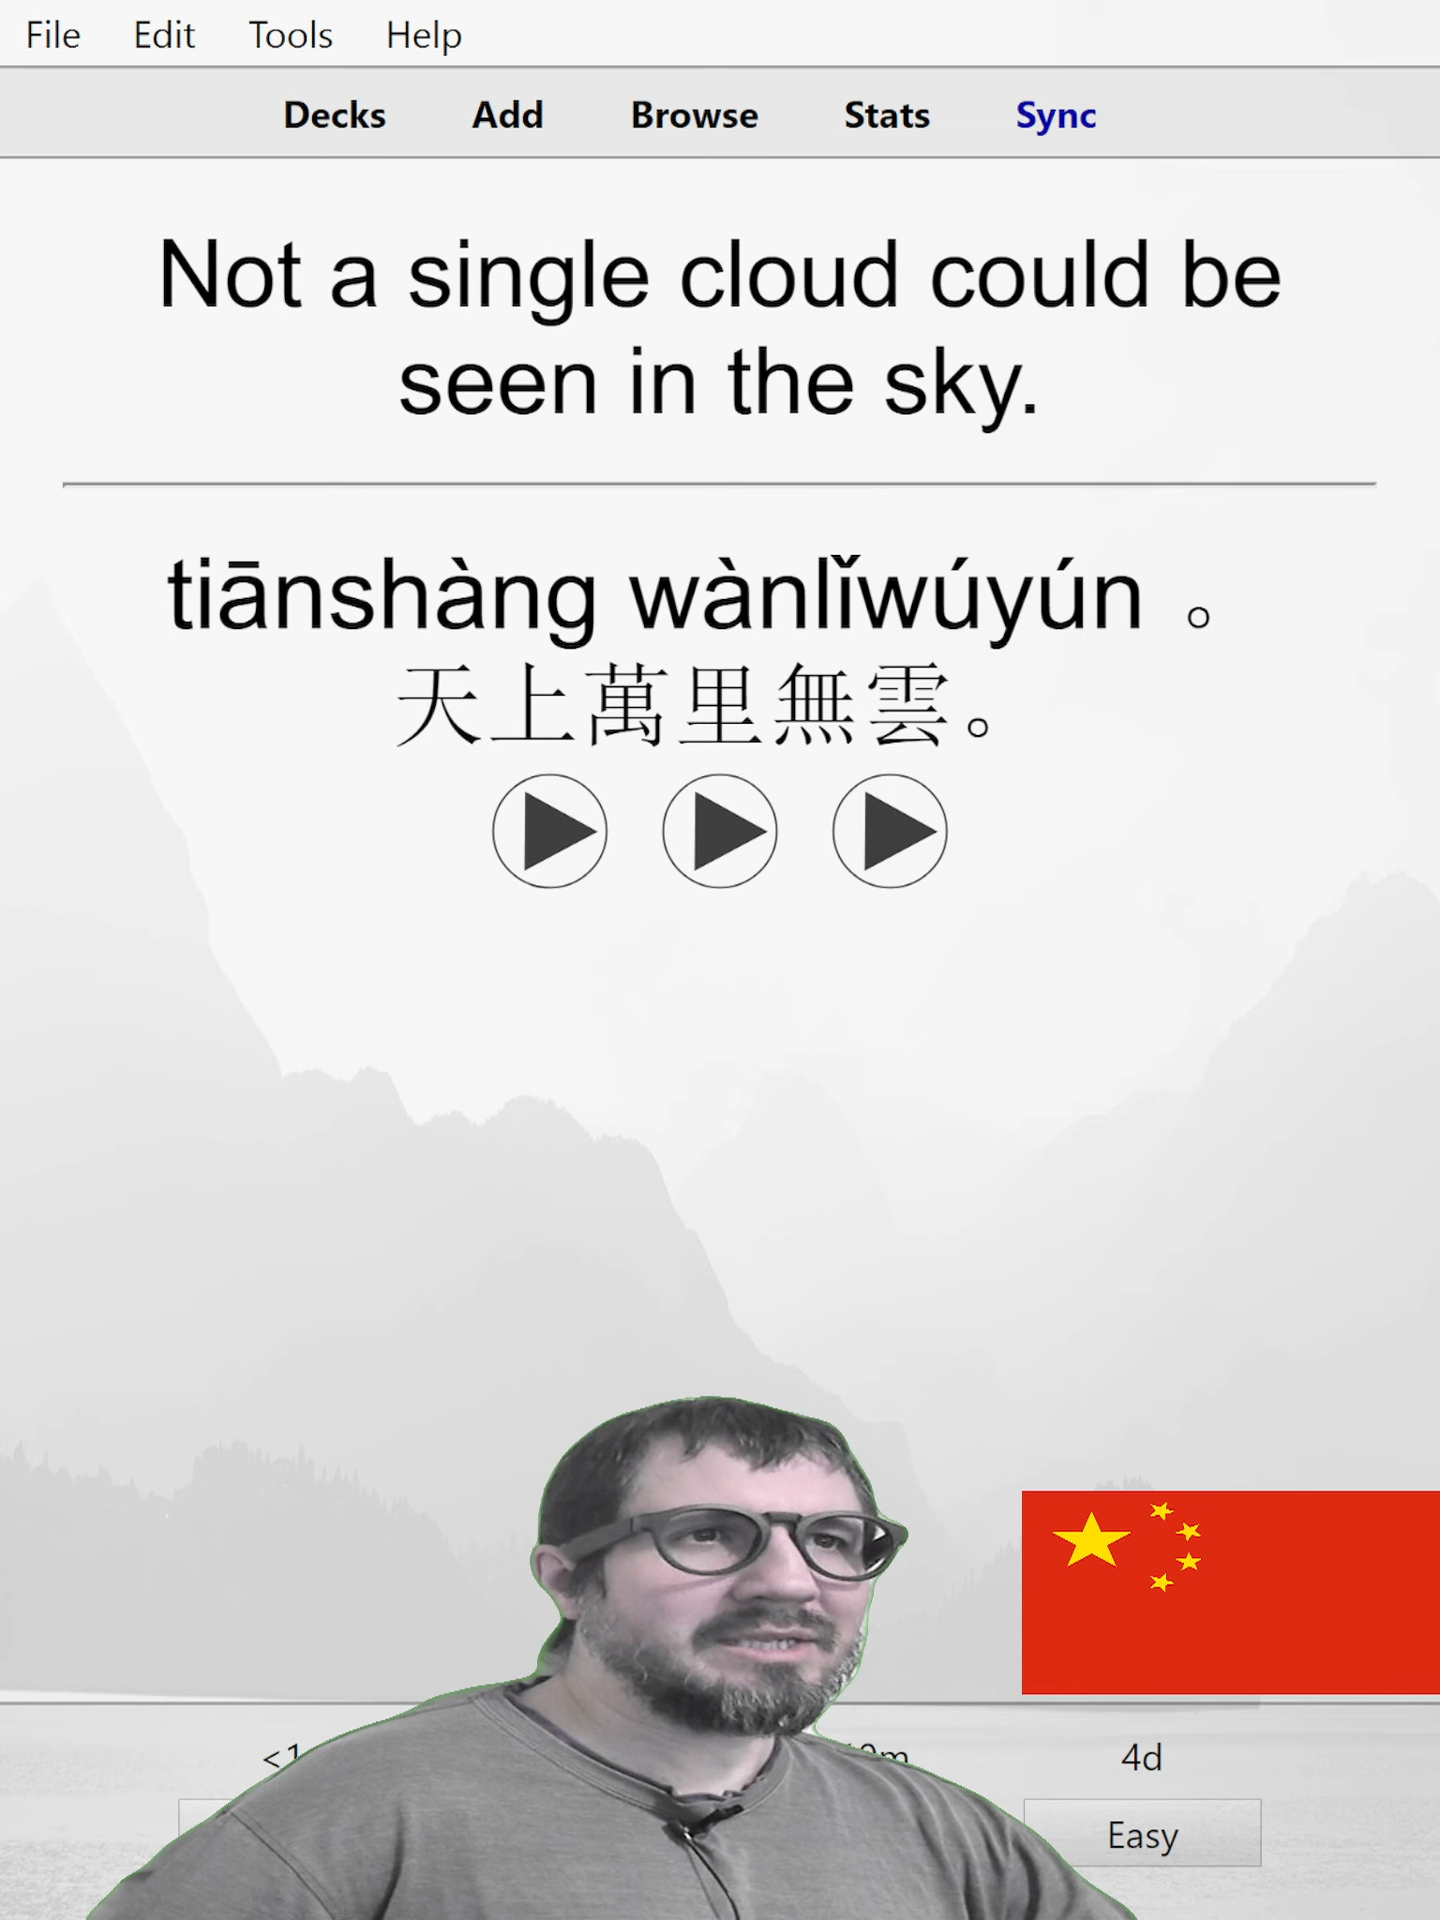 File Edit Tools Help
Decks Add Browse Stats Sync
Not a single cloud could be
seen in the sky.
tiānshàng wànlǐwúyún 。
天上萬里無雲。
4d
Easy